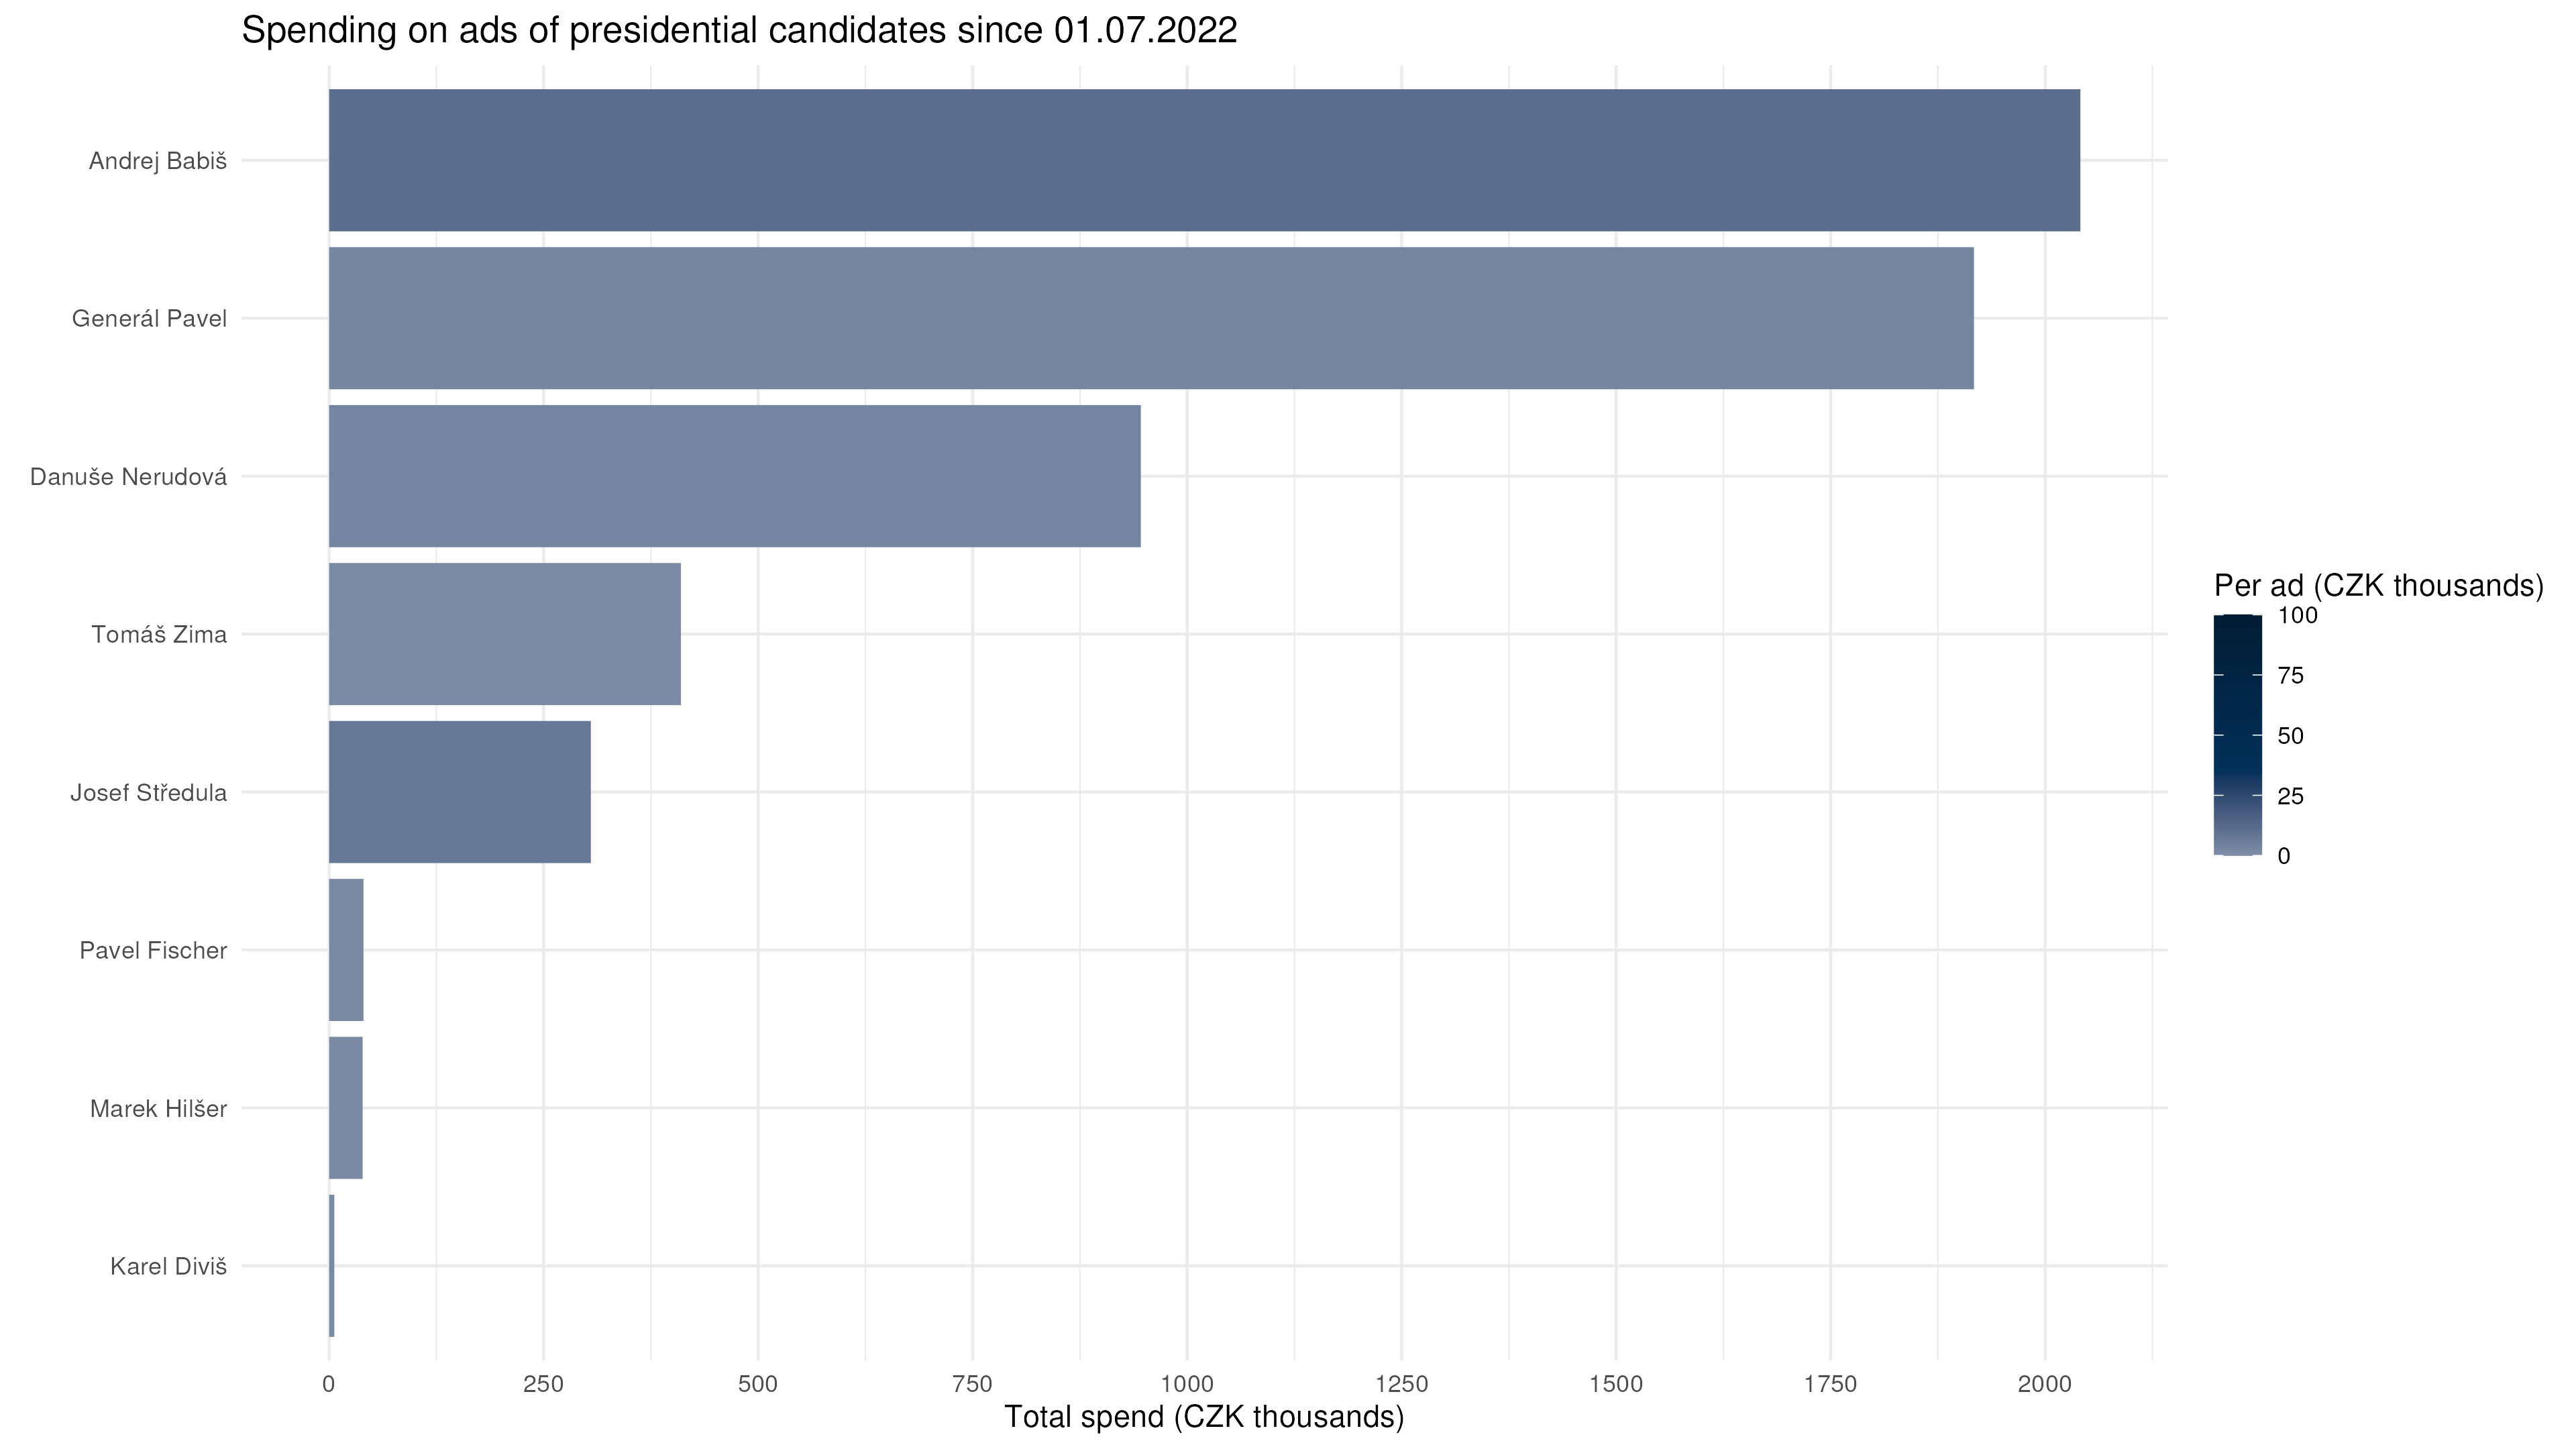 Spending on ads of presidential candidates since 01.07.2022
Andrej Babiš
Generál Pavel
Danuše Nerudová
Tomáš Zima
Josef Středula
Pavel Fischer
Marek Hilšer
Karel Diviš
0 250 500 750 1000 1250 1500 1750 2000
Total spend (CZK thousands)
Per ad (CZK thousands)
100
75
50
25
0